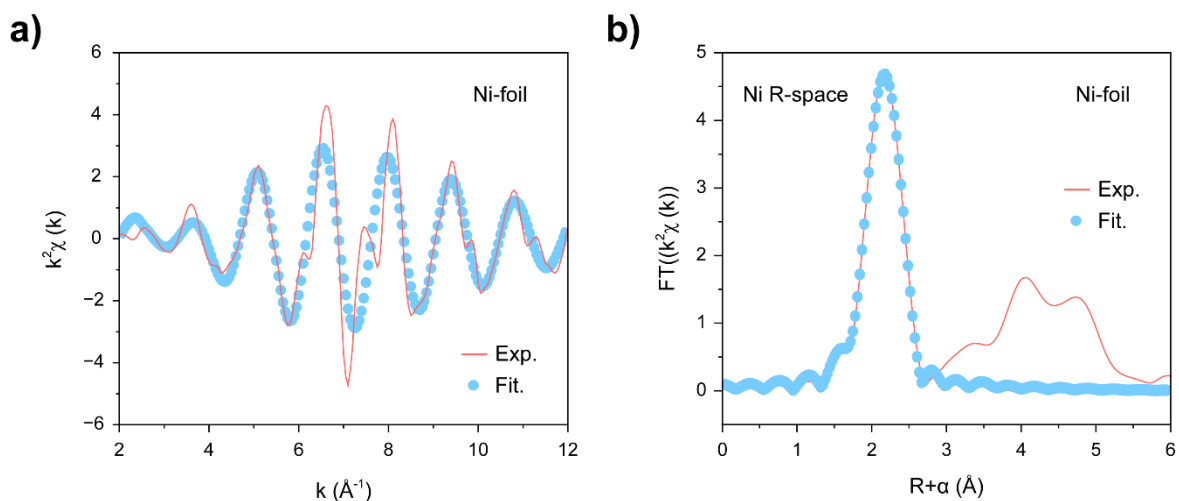 a)
6
4
2
0
−2
−4
−6
k²χ (k)
Ni-foil
Exp.
Fit.
2
4
6
8
10
12
k (Å⁻¹)
b)
5
4
3
2
1
0
FT((k²χ (k))
Ni R-space
Ni-foil
Exp.
Fit.
0
1
2
3
4
5
6
R+α (Å)